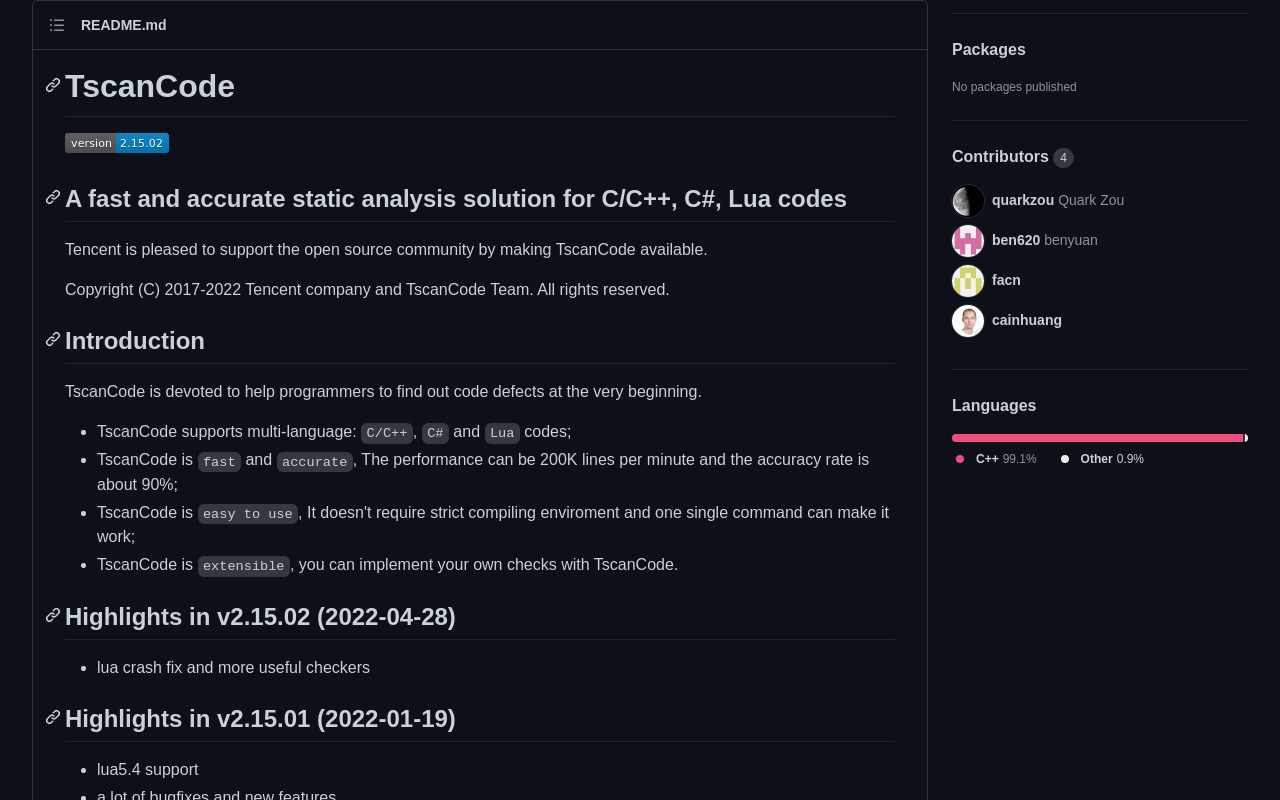 README.md
TscanCode
version 2.15.02
A fast and accurate static analysis solution for C/C++, C#, Lua codes
Tencent is pleased to support the open source community by making TscanCode available.
Copyright (C) 2017-2022 Tencent company and TscanCode Team. All rights reserved.
Introduction
TscanCode is devoted to help programmers to find out code defects at the very beginning.
TscanCode supports multi-language: C/C++, C# and Lua codes;
TscanCode is fast and accurate, The performance can be 200K lines per minute and the accuracy rate is
about 90%;
TscanCode is easy to use, It doesn't require strict compiling enviroment and one single command can make it
work;
TscanCode is extensible, you can implement your own checks with TscanCode.
Highlights in v2.15.02 (2022-04-28)
lua crash fix and more useful checkers
Highlights in v2.15.01 (2022-01-19)
lua5.4 support
a lot of bugfixes and new features
Packages
No packages published
Contributors 4
quarkzou Quark Zou
ben620 benyuan
facn
cainhuang
Languages
C++ 99.1% Other 0.9%